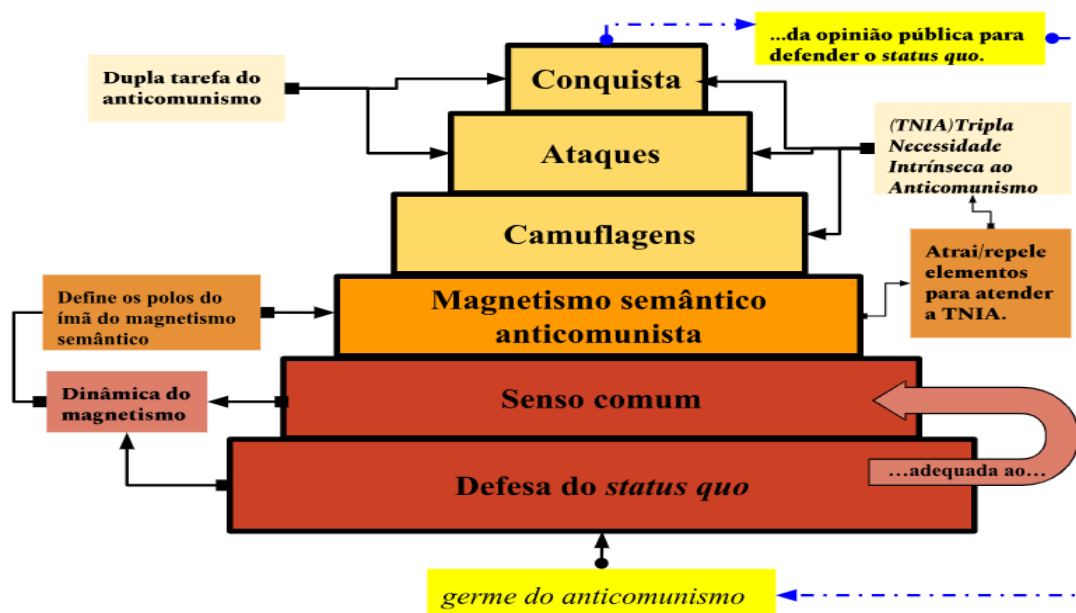 ...da opinião pública para
defender o status quo.
Dupla tarefa do
anticomunismo
Conquista
(TNIA)Tripla
Necessidade
Intrínseca ao
Anticomunismo
Ataques
Camuflagens
Atrai/repele
elementos
para atender
a TNIA.
Define os polos do
ímã do magnetismo
semântico
Magnetismo semântico
anticomunista
Dinâmica do
magnetismo
Senso comum
...adequada ao...
Defesa do status quo
germe do anticomunismo